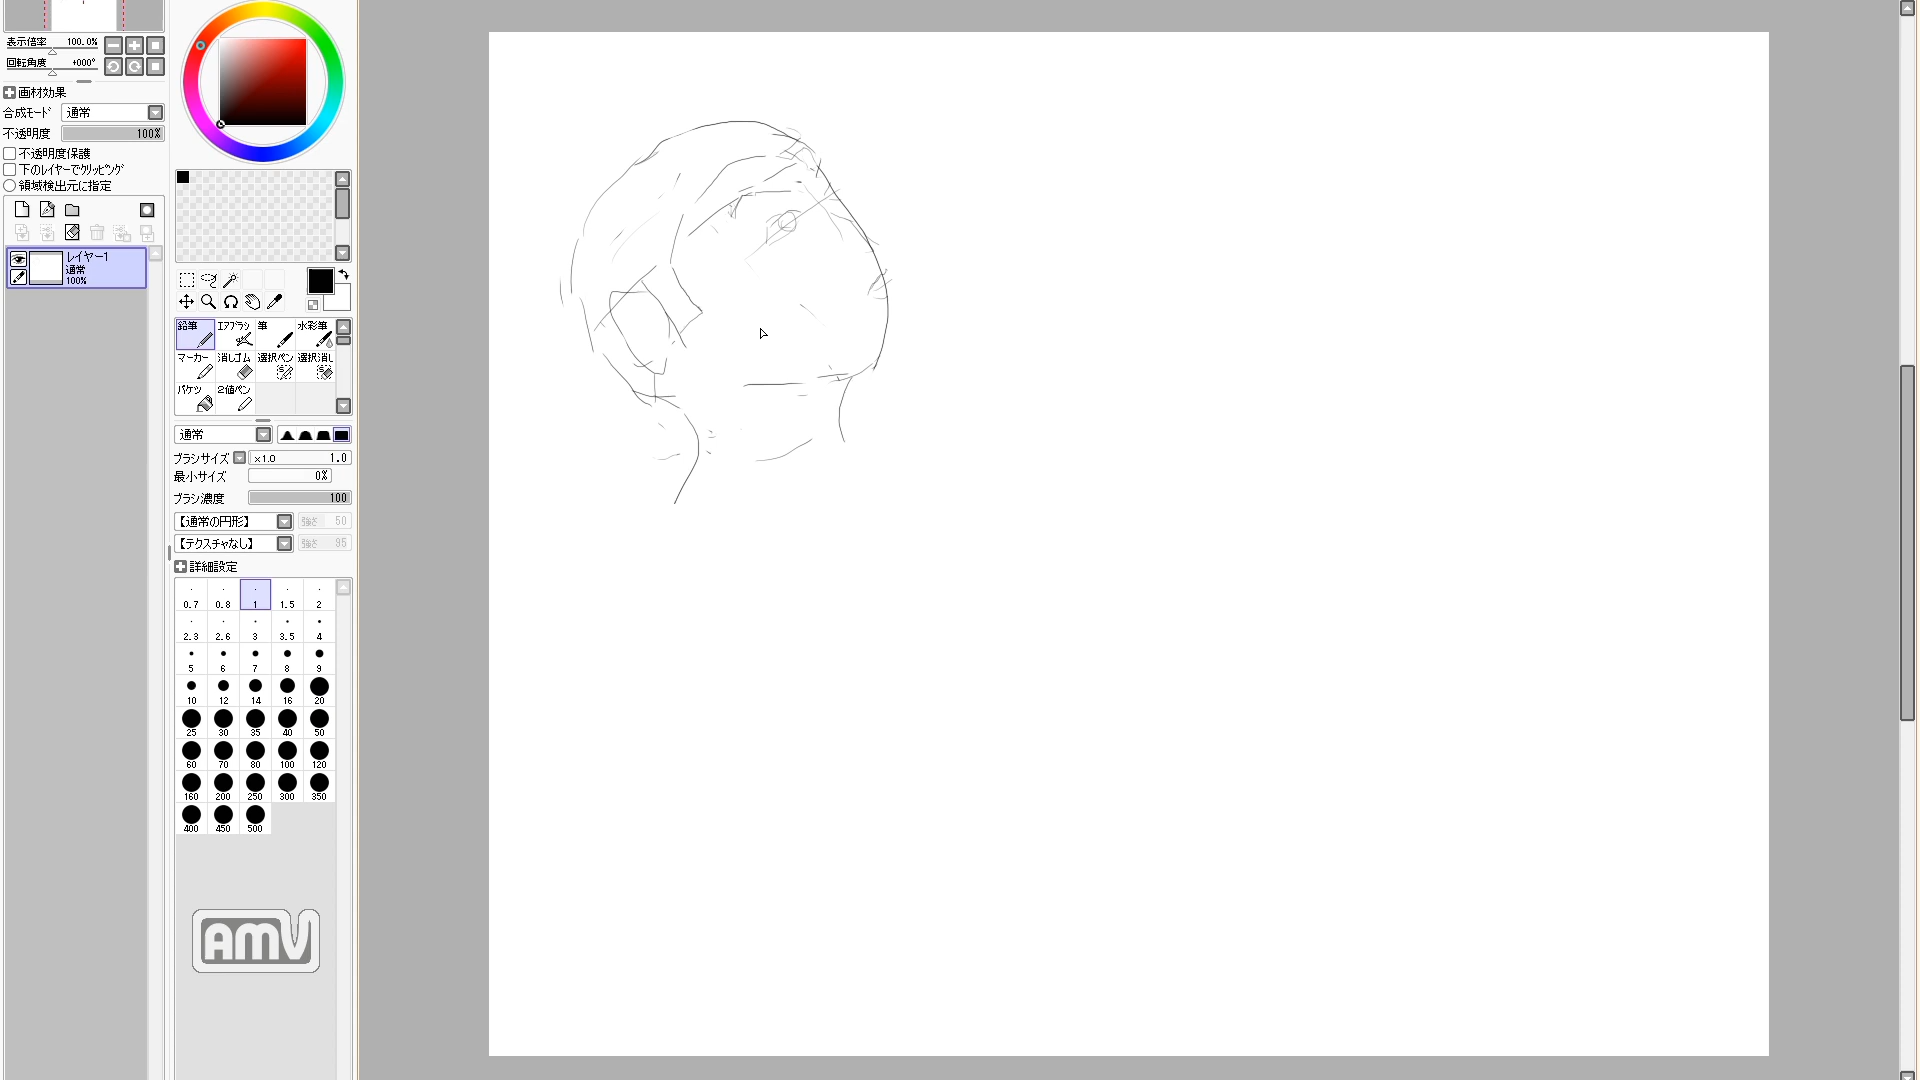 表示倍率 100.0%
回転角度 +000°
画材効果
合成モード 通常
不透明度 100%
不透明度保護
下のレイヤーでクリッピング
領域検出元に指定
レイヤー1
通常
100%
鉛筆 エアブラシ 筆 水彩筆
マーカー 消しゴム 選択ペン 選択消し
バケツ 2値ペン
通常
ブラシサイズ x1.0 1.0
最小サイズ 0%
ブラシ濃度 100
【通常の円形】 強さ 50
【テクスチャなし】 強さ 95
詳細設定
0.7 0.8 1 1.5 2
2.3 2.6 3 3.5 4
5 6 7 8 9
10 12 14 16 20
25 30 35 40 50
60 70 80 100 120
160 200 250 300 350
400 450 500
AMV